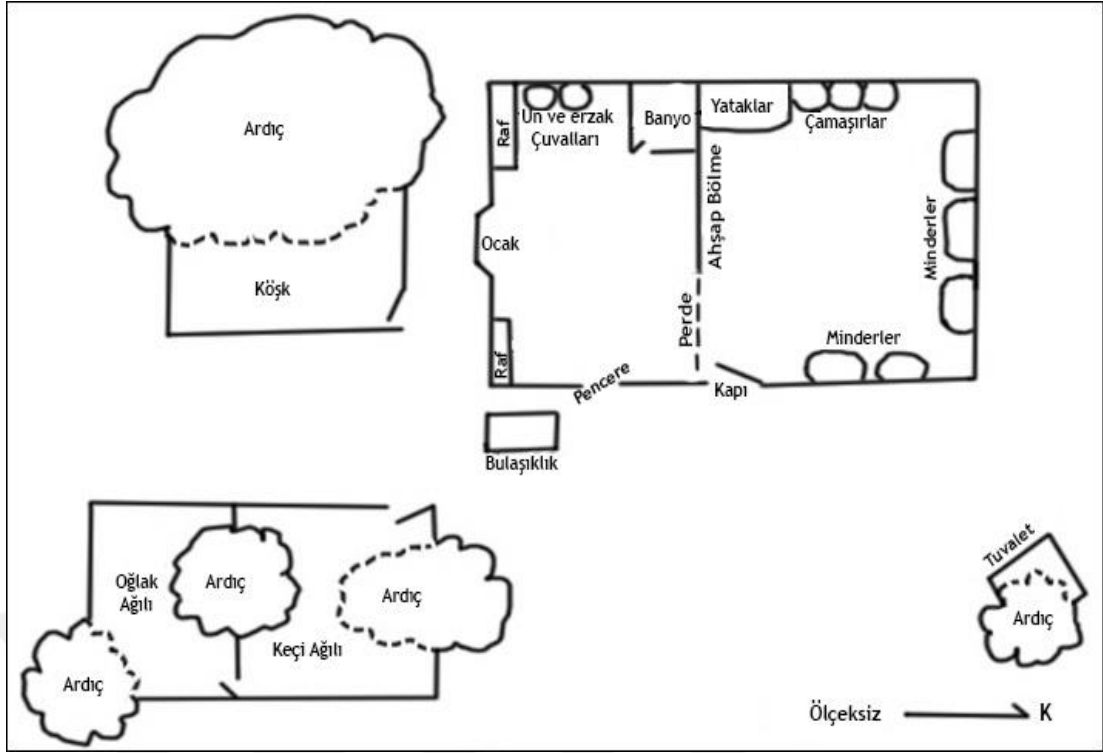 Ardıç
Köşk
Raf
Un ve erzak
Çuvalları
Banyo
Yataklar
Çamaşırlar
Ahşap Bölme
Minderler
Ocak
Perde
Minderler
Raf
Pencere
Kapı
Bulaşıklık
Oğlak
Ağılı
Ardıç
Ardıç
Keçi Ağılı
Ardıç
Tuvalet
Ardıç
Ölçeksiz
K